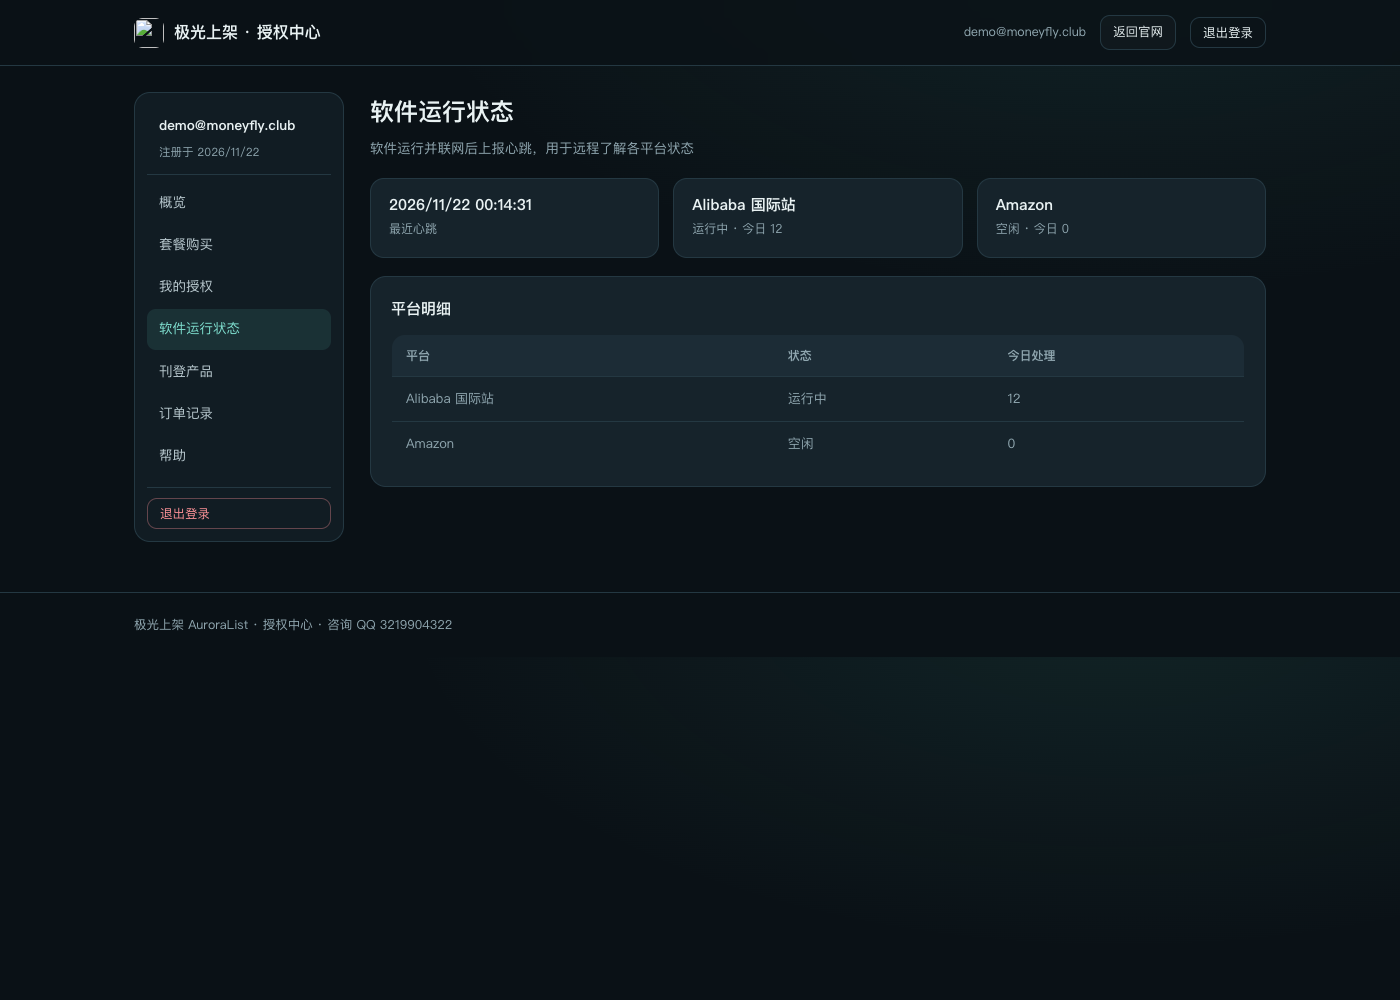 极光上架 · 授权中心
demo@moneyfly.club
返回官网
退出登录
demo@moneyfly.club
注册于 2026/11/22
概览
套餐购买
我的授权
软件运行状态
刊登产品
订单记录
帮助
退出登录
软件运行状态
软件运行并联网后上报心跳，用于远程了解各平台状态
2026/11/22 00:14:31
最近心跳
Alibaba 国际站
运行中 · 今日 12
Amazon
空闲 · 今日 0
平台明细
平台 状态 今日处理
Alibaba 国际站 运行中 12
Amazon 空闲 0
极光上架 AuroraList · 授权中心 · 咨询 QQ 3219904322